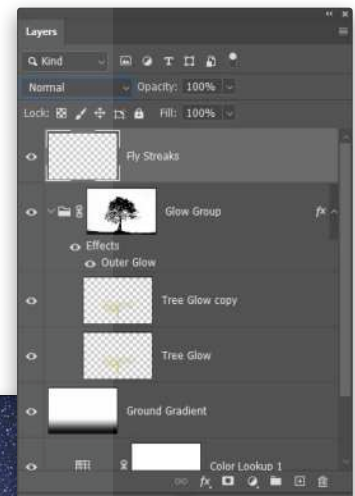 Layers
Kind
Normal Opacity: 100%
Lock: Fill: 100%
Fly Streaks
Glow Group fx
Effects
Outer Glow
Tree Glow copy
Tree Glow
Ground Gradient
Color Lookup 1
fx